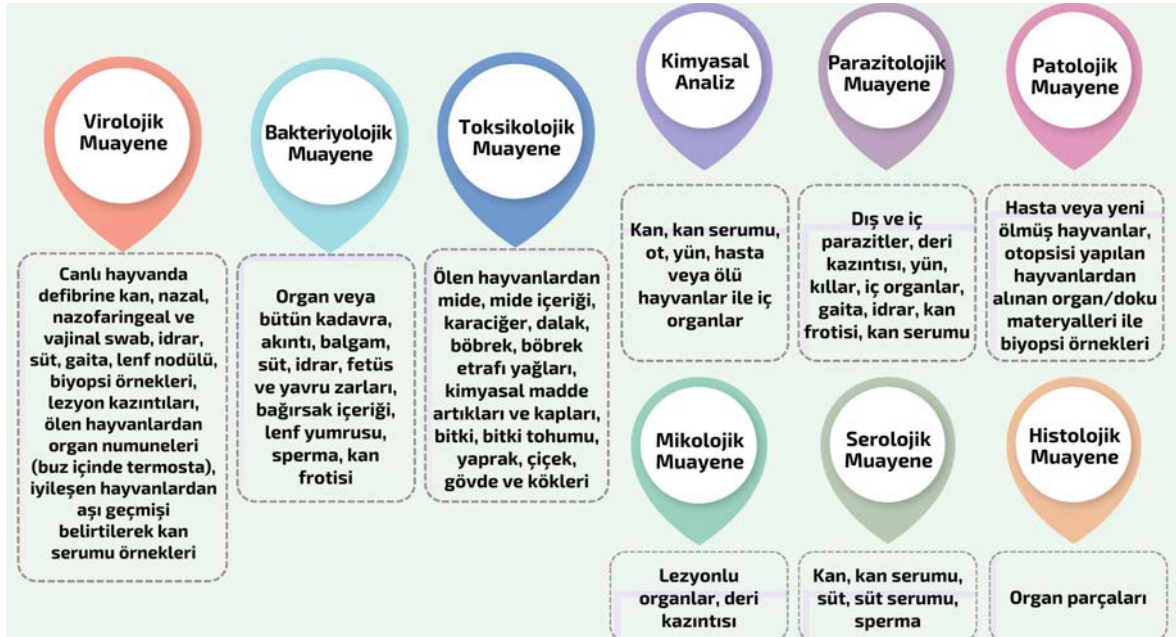 Virolojik
Muayene
Canlı hayvanda
defibrine kan, nazal,
nazofaringeal ve
vajinal swab, idrar,
süt, gaita, lenf nodülü,
biyopsi örnekleri,
lezyon kazıntıları,
ölen hayvanlardan
organ numuneleri
(buz içinde termosta),
iyileşen hayvanlardan
aşı geçmişi
belirtilerek kan
serumu örnekleri
Bakteriyolojik
Muayene
Organ veya
bütün kadavra,
akıntı, balgam,
süt, idrar, fetüs
ve yavru zarları,
bağırsak içeriği,
lenf yumrusu,
sperma, kan
frotisi
Toksikolojik
Muayene
Ölen hayvanlardan
mide, mide içeriği,
karaciğer, dalak,
böbrek, böbrek
etrafı yağları,
kimyasal madde
artıkları ve kapları,
bitki, bitki tohumu,
yaprak, çiçek,
gövde ve kökleri
Kimyasal
Analiz
Kan, kan serumu,
ot, yün, hasta
veya ölü
hayvanlar ile iç
organlar
Parazitolojik
Muayene
Dış ve iç
parazitler, deri
kazıntısı, yün,
kıllar, iç organlar,
gaita, idrar, kan
frotisi, kan serumu
Patolojik
Muayene
Hasta veya yeni
ölmüş hayvanlar,
otopsisi yapılan
hayvanlardan
alınan organ/doku
materyalleri ile
biyopsi örnekleri
Mikolojik
Muayene
Lezyonlu
organlar, deri
kazıntısı
Serolojik
Muayene
Kan, kan serumu,
süt, süt serumu,
sperma
Histolojik
Muayene
Organ parçaları